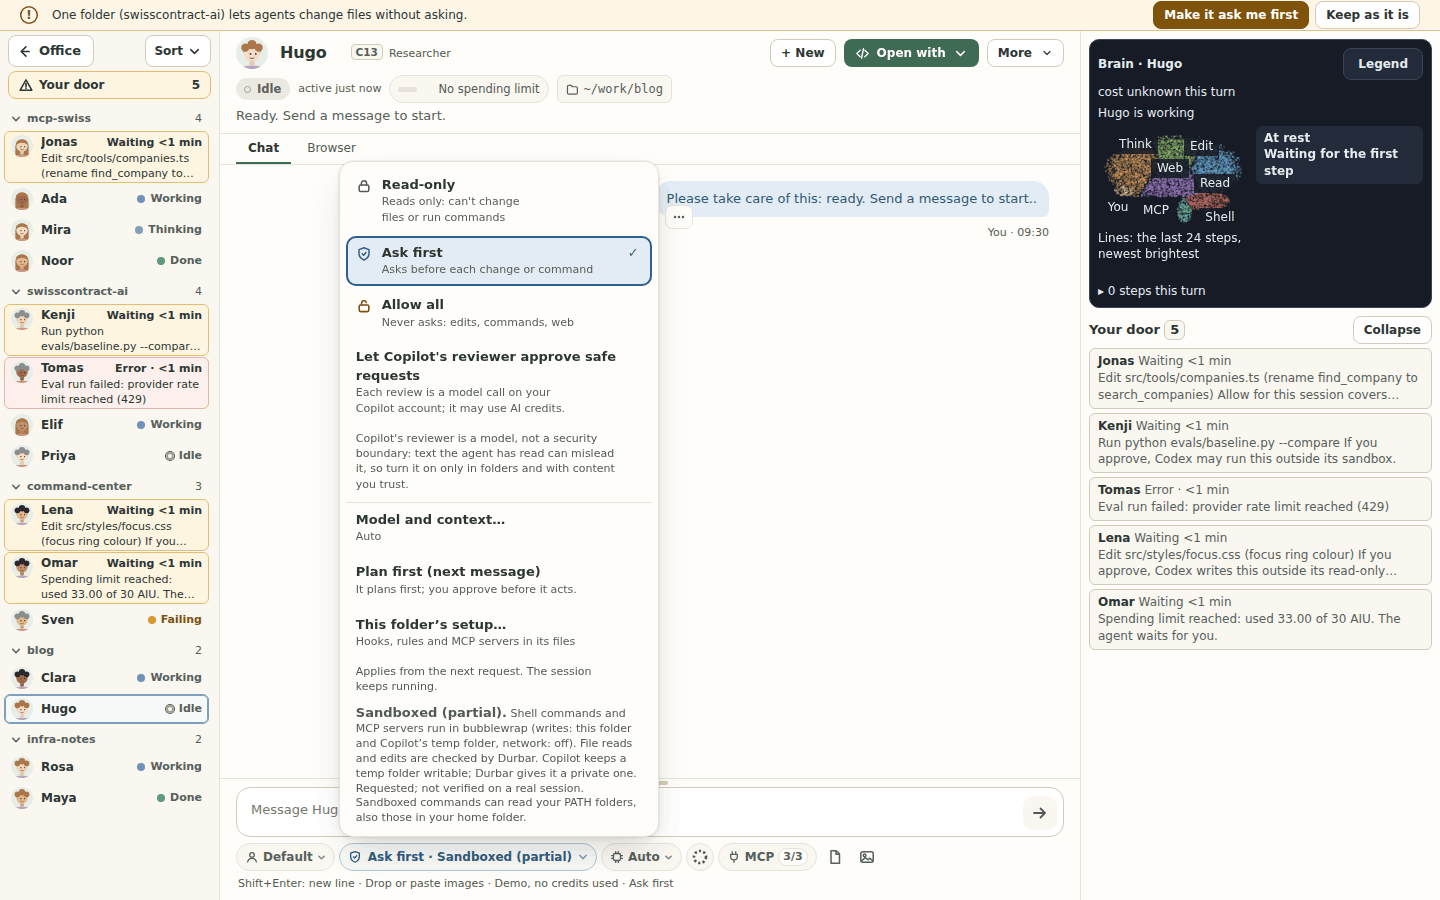 One folder (swisscontract-ai) lets agents change files without asking.
Make it ask me first
Keep as it is
Office
Sort
Your door 5
mcp-swiss 4
Jonas Waiting <1 min
Edit src/tools/companies.ts
(rename find_company to…
Ada Working
Mira Thinking
Noor Done
swisscontract-ai 4
Kenji Waiting <1 min
Run python
evals/baseline.py --compar…
Tomas Error · <1 min
Eval run failed: provider rate
limit reached (429)
Elif Working
Priya Idle
command-center 3
Lena Waiting <1 min
Edit src/styles/focus.css
(focus ring colour) If you…
Omar Waiting <1 min
Spending limit reached:
used 33.00 of 30 AIU. The…
Sven Failing
blog 2
Clara Working
Hugo Idle
infra-notes 2
Rosa Working
Maya Done
Hugo C13 Researcher
+ New
Open with
More
Idle active just now No spending limit ~/work/blog
Ready. Send a message to start.
Chat Browser
Please take care of this: ready. Send a message to start..
You · 09:30
Read-only
Reads only: can't change
files or run commands
Ask first ✓
Asks before each change or command
Allow all
Never asks: edits, commands, web
Let Copilot's reviewer approve safe
requests
Each review is a model call on your
Copilot account; it may use AI credits.
Copilot's reviewer is a model, not a security
boundary: text the agent has read can mislead
it, so turn it on only in folders and with content
you trust.
Model and context…
Auto
Plan first (next message)
It plans first; you approve before it acts.
This folder’s setup…
Hooks, rules and MCP servers in its files
Applies from the next request. The session
keeps running.
Sandboxed (partial). Shell commands and
MCP servers run in bubblewrap (writes: this folder
and Copilot’s temp folder, network: off). File reads
and edits are checked by Durbar. Copilot keeps a
temp folder writable; Durbar gives it a private one.
Requested; not verified on a real session.
Sandboxed commands can read your PATH folders,
also those in your home folder.
Message Hug
Default
Ask first · Sandboxed (partial)
Auto
MCP 3/3
Shift+Enter: new line · Drop or paste images · Demo, no credits used · Ask first
Brain · Hugo
Legend
cost unknown this turn
Hugo is working
Think
Edit
Web
Read
You
MCP
Shell
At rest
Waiting for the first
step
Lines: the last 24 steps,
newest brightest
▸ 0 steps this turn
Your door 5
Collapse
Jonas Waiting <1 min
Edit src/tools/companies.ts (rename find_company to
search_companies) Allow for this session covers…
Kenji Waiting <1 min
Run python evals/baseline.py --compare If you
approve, Codex may run this outside its sandbox.
Tomas Error · <1 min
Eval run failed: provider rate limit reached (429)
Lena Waiting <1 min
Edit src/styles/focus.css (focus ring colour) If you
approve, Codex writes this outside its read-only…
Omar Waiting <1 min
Spending limit reached: used 33.00 of 30 AIU. The
agent waits for you.